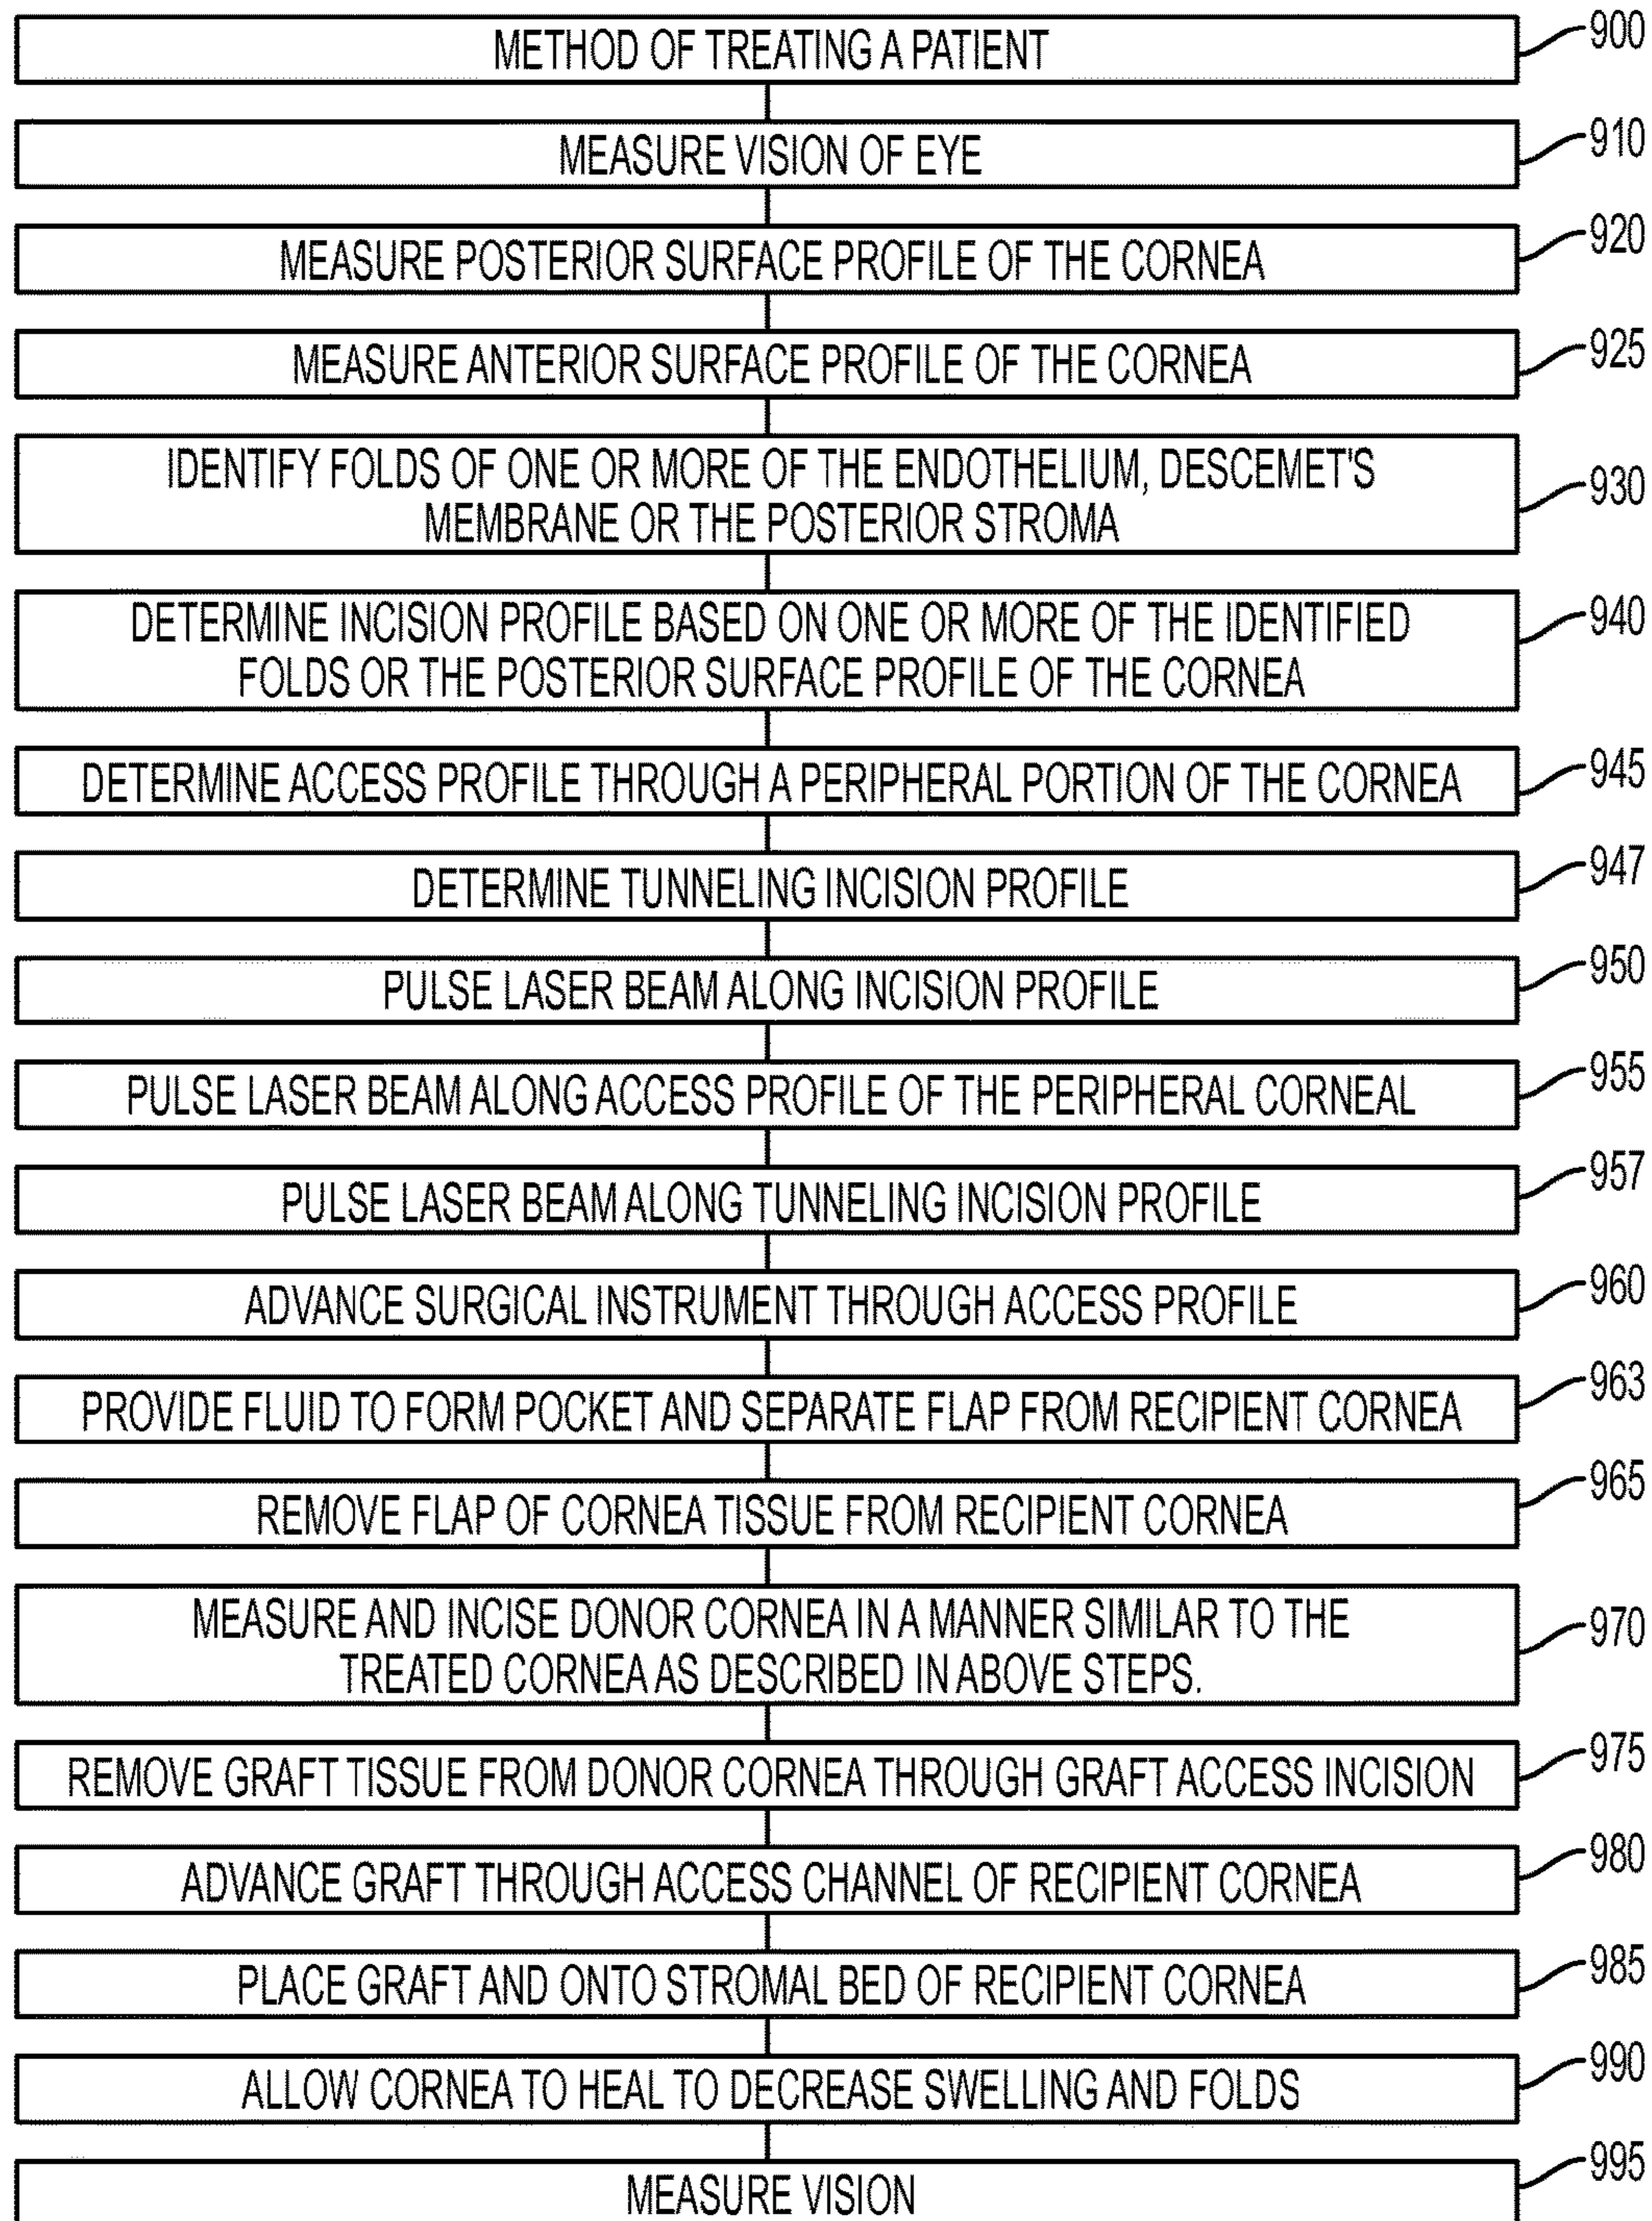 METHOD OF TREATING A PATIENT
900
MEASURE VISION OF EYE
910
MEASURE POSTERIOR SURFACE PROFILE OF THE CORNEA
920
MEASURE ANTERIOR SURFACE PROFILE OF THE CORNEA
925
IDENTIFY FOLDS OF ONE OR MORE OF THE ENDOTHELIUM, DESCEMET'S
MEMBRANE OR THE POSTERIOR STROMA
930
DETERMINE INCISION PROFILE BASED ON ONE OR MORE OF THE IDENTIFIED
FOLDS OR THE POSTERIOR SURFACE PROFILE OF THE CORNEA
940
DETERMINE ACCESS PROFILE THROUGH A PERIPHERAL PORTION OF THE CORNEA
945
DETERMINE TUNNELING INCISION PROFILE
947
PULSE LASER BEAM ALONG INCISION PROFILE
950
PULSE LASER BEAM ALONG ACCESS PROFILE OF THE PERIPHERAL CORNEAL
955
PULSE LASER BEAM ALONG TUNNELING INCISION PROFILE
957
ADVANCE SURGICAL INSTRUMENT THROUGH ACCESS PROFILE
960
PROVIDE FLUID TO FORM POCKET AND SEPARATE FLAP FROM RECIPIENT CORNEA
963
REMOVE FLAP OF CORNEA TISSUE FROM RECIPIENT CORNEA
965
MEASURE AND INCISE DONOR CORNEA IN A MANNER SIMILAR TO THE
TREATED CORNEA AS DESCRIBED IN ABOVE STEPS.
970
REMOVE GRAFT TISSUE FROM DONOR CORNEA THROUGH GRAFT ACCESS INCISION
975
ADVANCE GRAFT THROUGH ACCESS CHANNEL OF RECIPIENT CORNEA
980
PLACE GRAFT AND ONTO STROMAL BED OF RECIPIENT CORNEA
985
ALLOW CORNEA TO HEAL TO DECREASE SWELLING AND FOLDS
990
MEASURE VISION
995